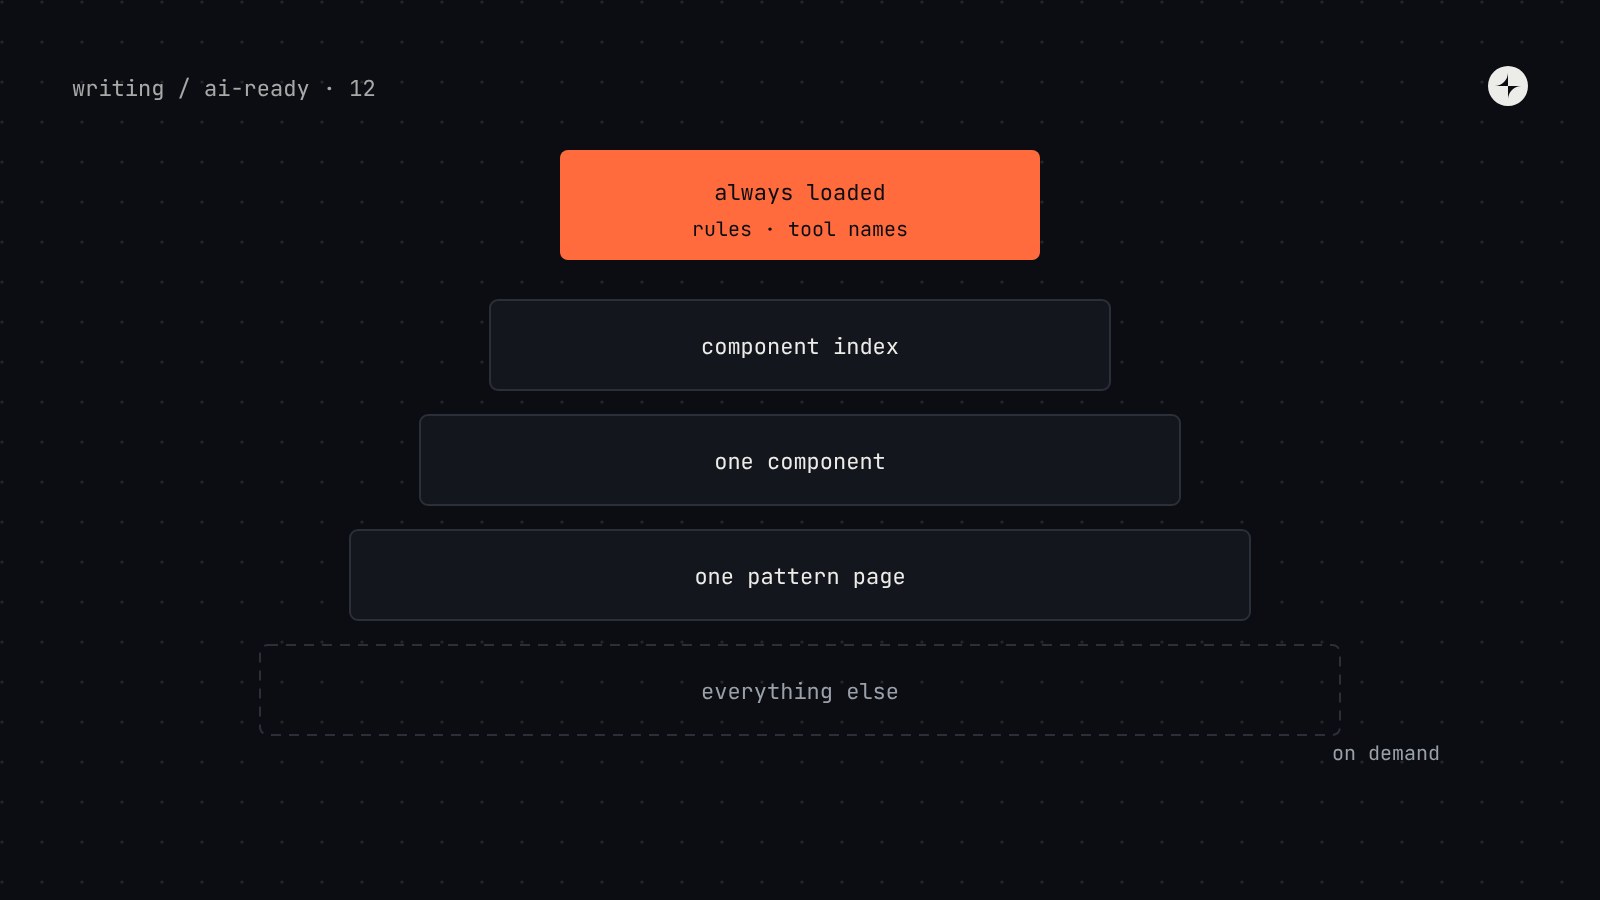 writing / ai-ready · 12
always loaded
rules · tool names
component index
one component
one pattern page
everything else
on demand